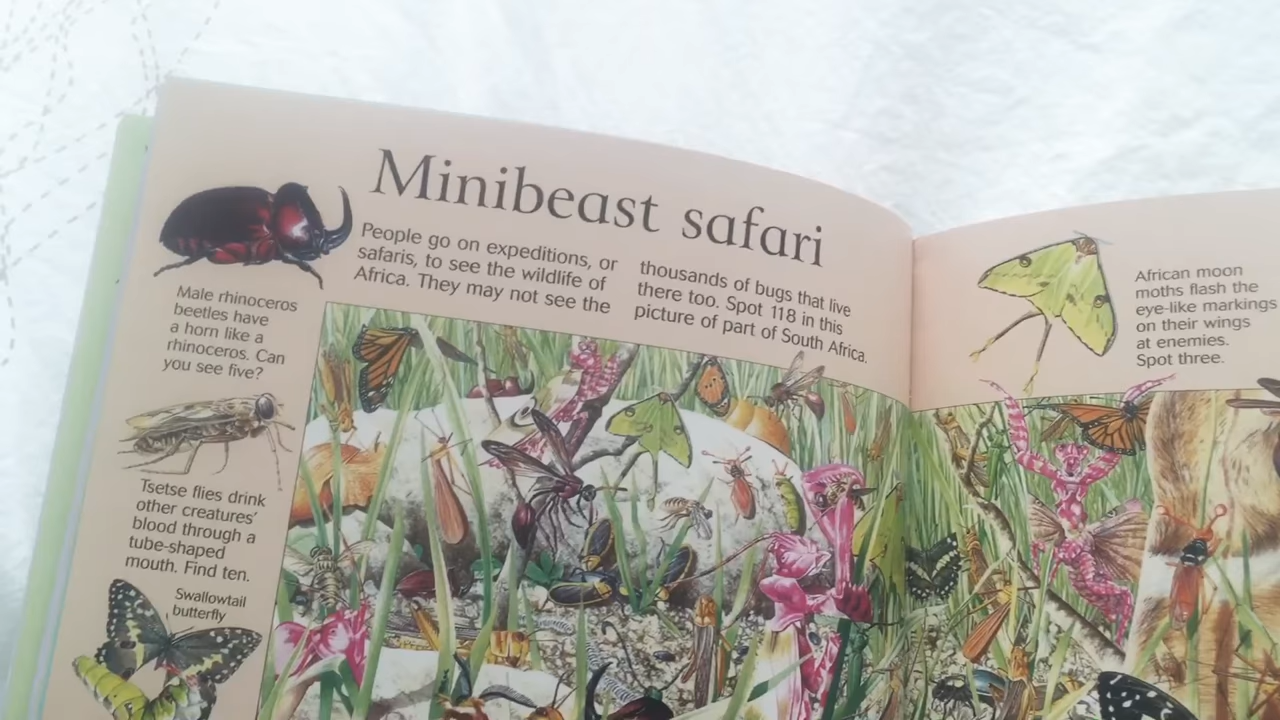 Minibeast safari
People go on expeditions, or
safaris, to see the wildlife of
Africa. They may not see the
thousands of bugs that live
there too. Spot 118 in this
picture of part of South Africa.
Male rhinoceros
beetles have
a horn like a
rhinoceros. Can
you see five?
Tsetse flies drink
other creatures'
blood through a
tube-shaped
mouth. Find ten.
Swallowtail
butterfly
African moon
moths flash the
eye-like markings
on their wings
at enemies.
Spot three.